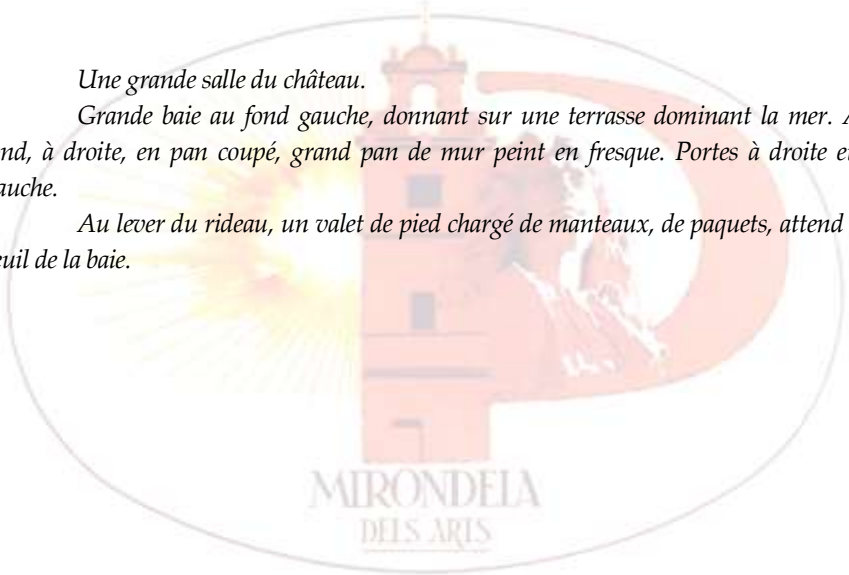 Une grande salle du château.
Grande baie au fond gauche, donnant sur une terrasse dominant la mer. A
nd, à droite, en pan coupé, grand pan de mur peint en fresque. Portes à droite e
auche.
Au lever du rideau, un valet de pied chargé de manteaux, de paquets, attend
euil de la baie.
MIRONDELA
DELS ARTS